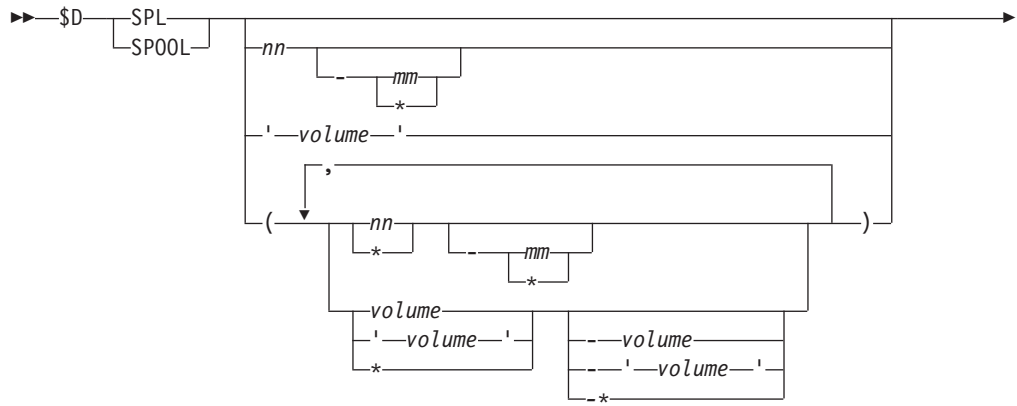 $D SPL
SPOOL
nn
- mm
*
' volume '
,
( nn - mm )
* *
volume - volume
' volume ' - ' volume '
* -*